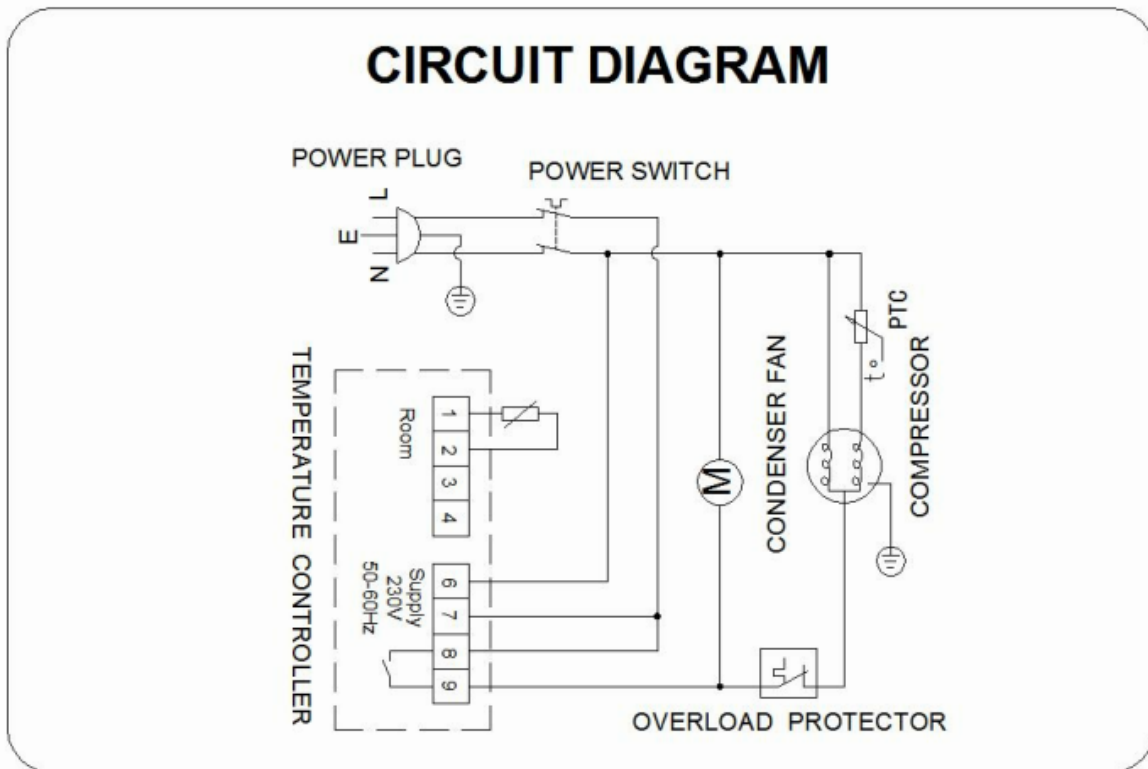 CIRCUIT DIAGRAM
POWER PLUG
POWER SWITCH
L
E
N
PTC
t°
COMPRESSOR
CONDENSER FAN
M
TEMPERATURE CONTROLLER
Room
1
2
3
4
Supply
230V
50-60Hz
6
7
8
9
OVERLOAD PROTECTOR